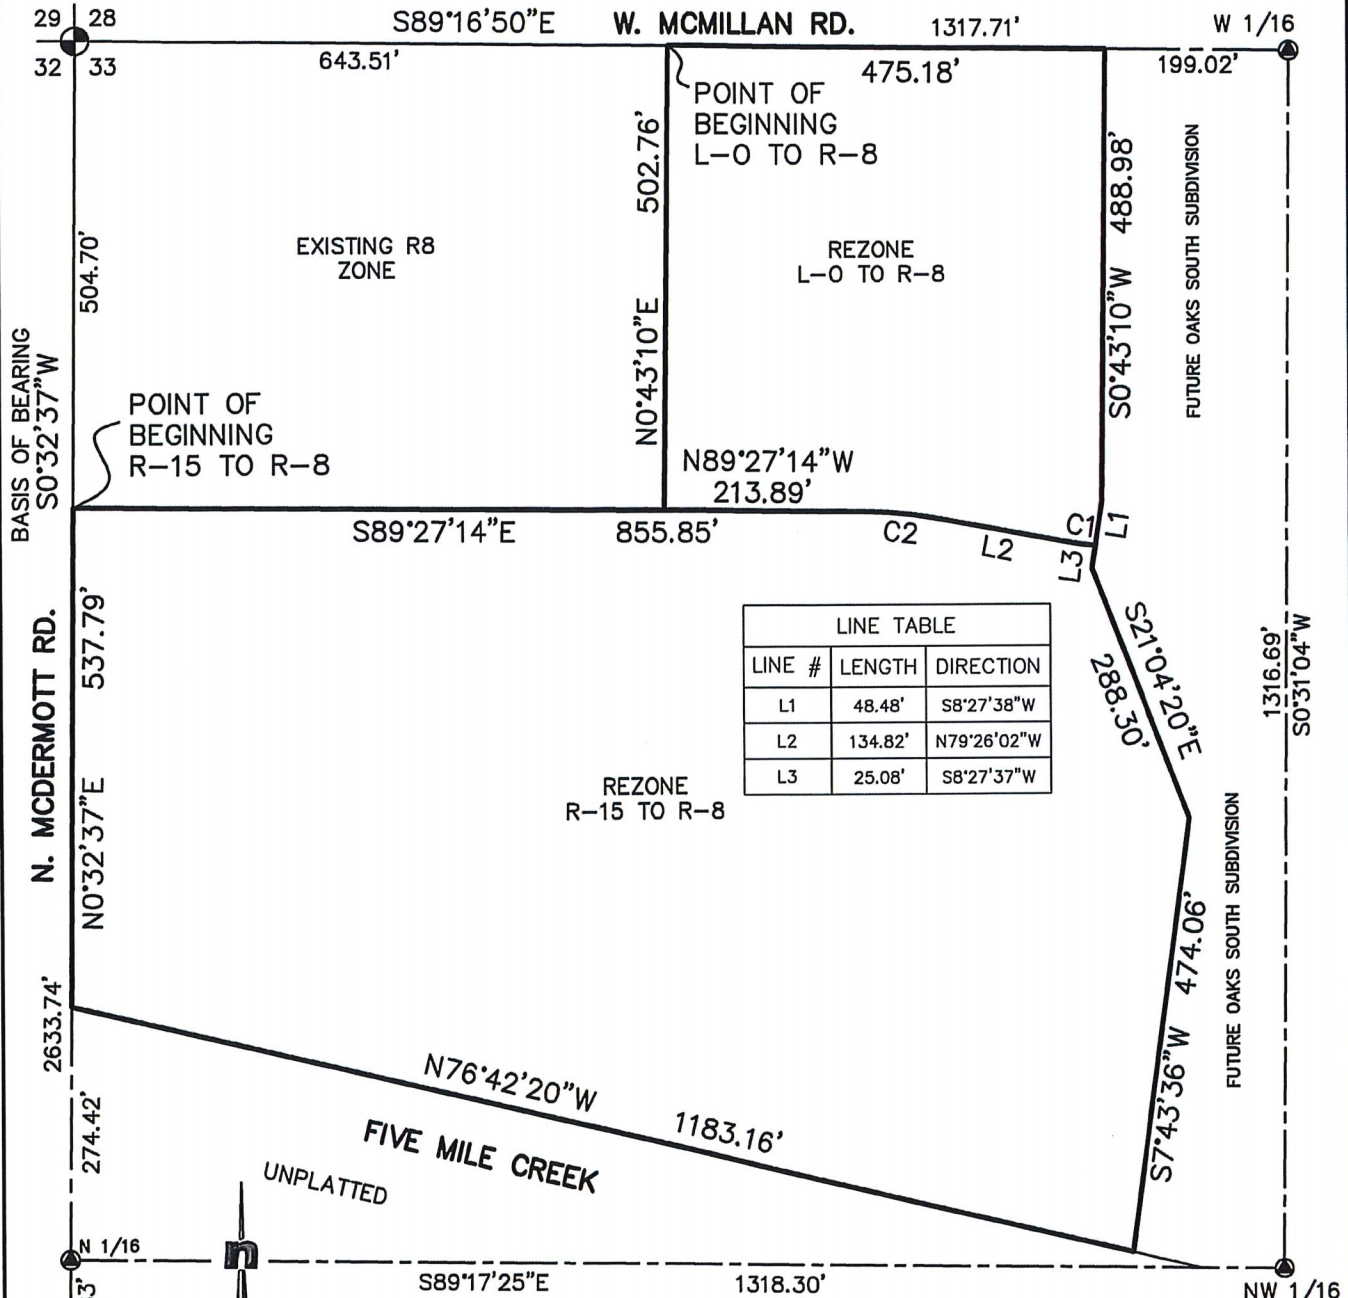 29 28
32 33
S89°16'50"E
W. MCMILLAN RD.
1317.71'
W 1/16
643.51'
475.18'
199.02'
POINT OF
BEGINNING
L-O TO R-8
502.76'
N0°43'10"E
488.98'
S0°43'10"W
FUTURE OAKS SOUTH SUBDIVISION
504.70'
EXISTING R8
ZONE
REZONE
L-O TO R-8
BASIS OF BEARING
S0°32'37"W
POINT OF
BEGINNING
R-15 TO R-8
N89°27'14"W
213.89'
S89°27'14"E
855.85'
C2
L2
C1
L1
L3
N. MCDERMOTT RD.
537.79'
N0°32'37"E
LINE TABLE
LINE # LENGTH DIRECTION
L1 48.48' S8°27'38"W
L2 134.82' N79°26'02"W
L3 25.08' S8°27'37"W
S21°04'20"E
288.30'
1316.69'
S0°31'04"W
REZONE
R-15 TO R-8
FUTURE OAKS SOUTH SUBDIVISION
474.06'
S7°43'36"W
2633.74'
274.42'
N76°42'20"W
1183.16'
FIVE MILE CREEK
UNPLATTED
N 1/16
n
S89°17'25"E
1318.30'
NW 1/16
3'